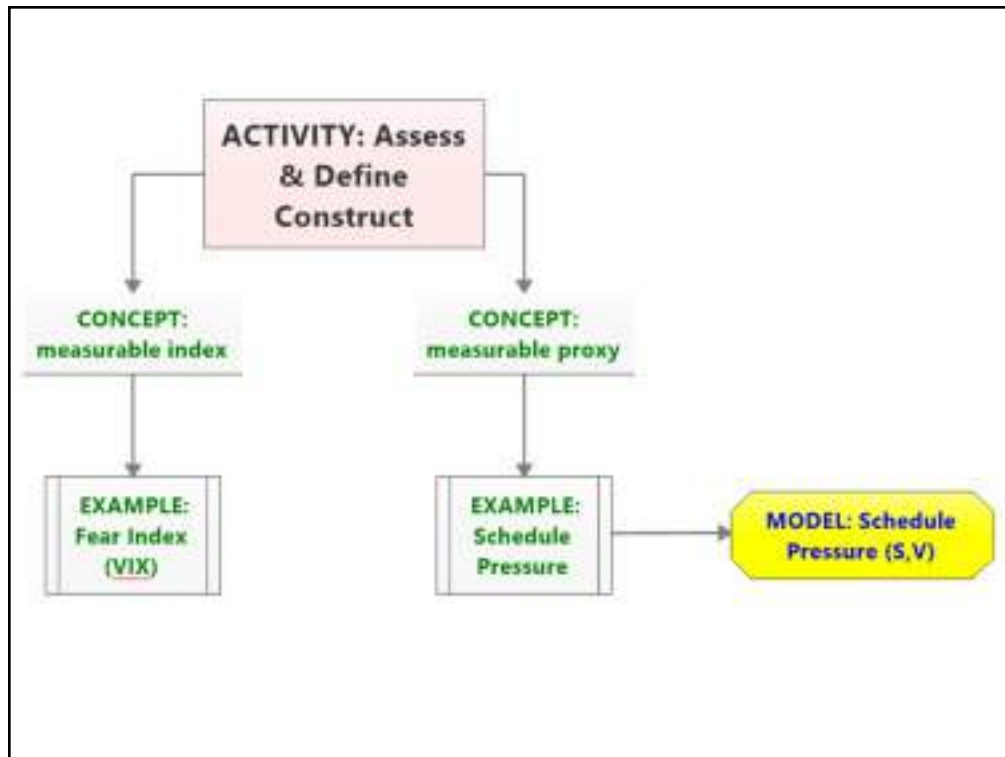 ACTIVITY: Assess
& Define
Construct
CONCEPT:
measurable index
CONCEPT:
measurable proxy
EXAMPLE:
Fear Index
(VIX)
EXAMPLE:
Schedule
Pressure
MODEL: Schedule
Pressure (S,V)